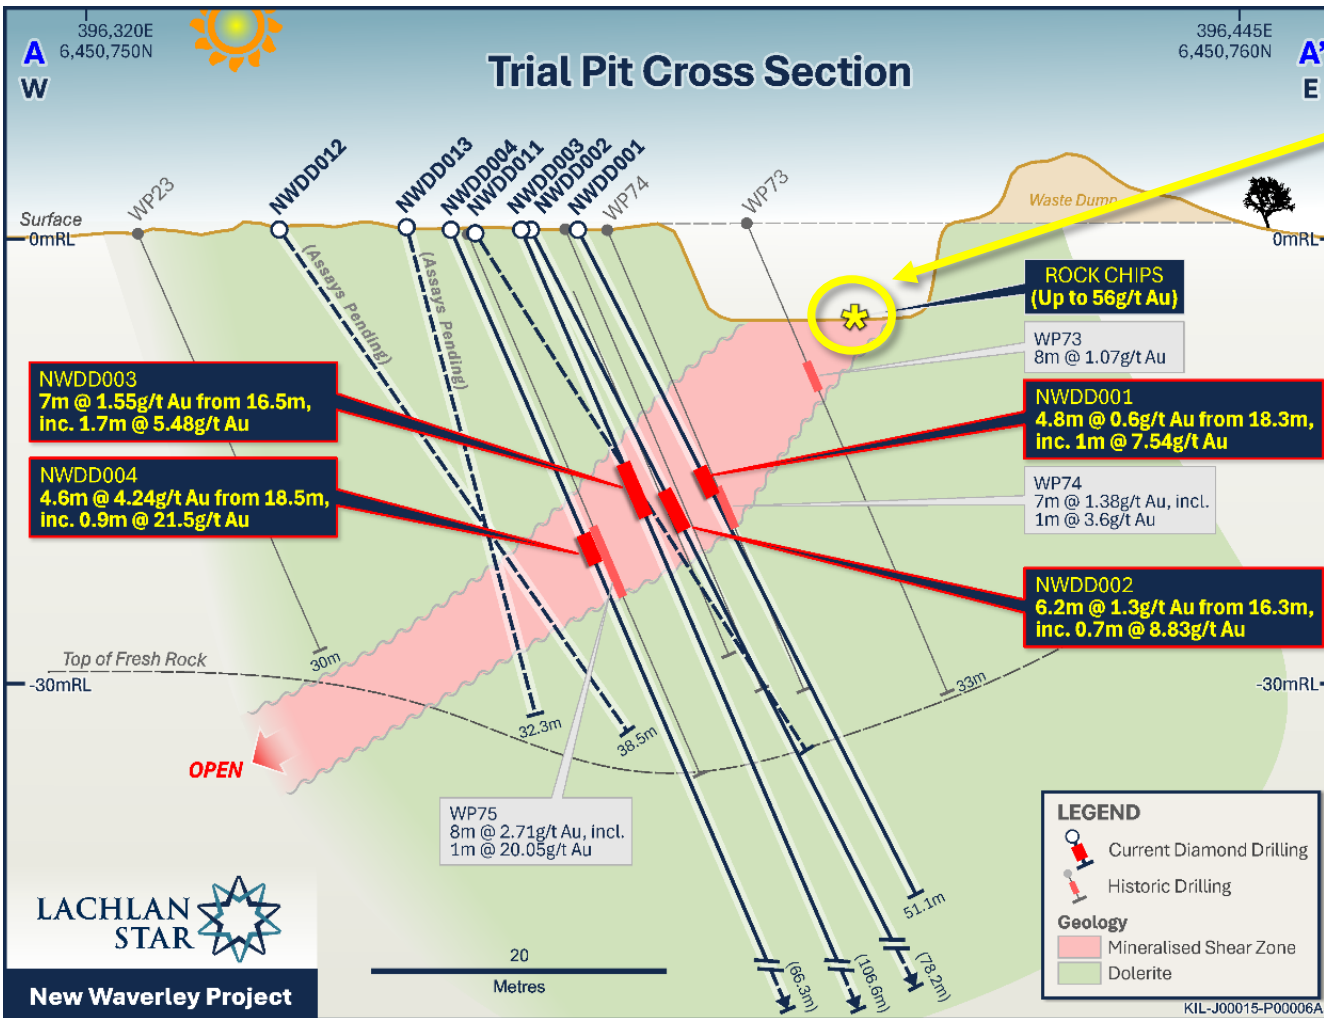 396,320E
6,450,750N
396,445E
6,450,760N
A
W
A'
E
Trial Pit Cross Section
WP23
NWDD012
NWDD013
NWDD004
NWDD011
NWDD003
NWDD002
NWDD001
WP74
WP73
Surface
0mRL
0mRL
Waste Dump
(Assays Pending)
(Assays Pending)
ROCK CHIPS
(Up to 56g/t Au)
*
WP73
8m @ 1.07g/t Au
NWDD003
7m @ 1.55g/t Au from 16.5m,
inc. 1.7m @ 5.48g/t Au
NWDD001
4.8m @ 0.6g/t Au from 18.3m,
inc. 1m @ 7.54g/t Au
NWDD004
4.6m @ 4.24g/t Au from 18.5m,
inc. 0.9m @ 21.5g/t Au
WP74
7m @ 1.38g/t Au, incl.
1m @ 3.6g/t Au
NWDD002
6.2m @ 1.3g/t Au from 16.3m,
inc. 0.7m @ 8.83g/t Au
Top of Fresh Rock
30m
33m
-30mRL
-30mRL
32.3m
38.5m
OPEN
WP75
8m @ 2.71g/t Au, incl.
1m @ 20.05g/t Au
51.1m
(66.3m)
(106.6m)
(78.2m)
20
Metres
LACHLAN
STAR
New Waverley Project
LEGEND
Current Diamond Drilling
Historic Drilling
Geology
Mineralised Shear Zone
Dolerite
KIL-J00015-P00006A